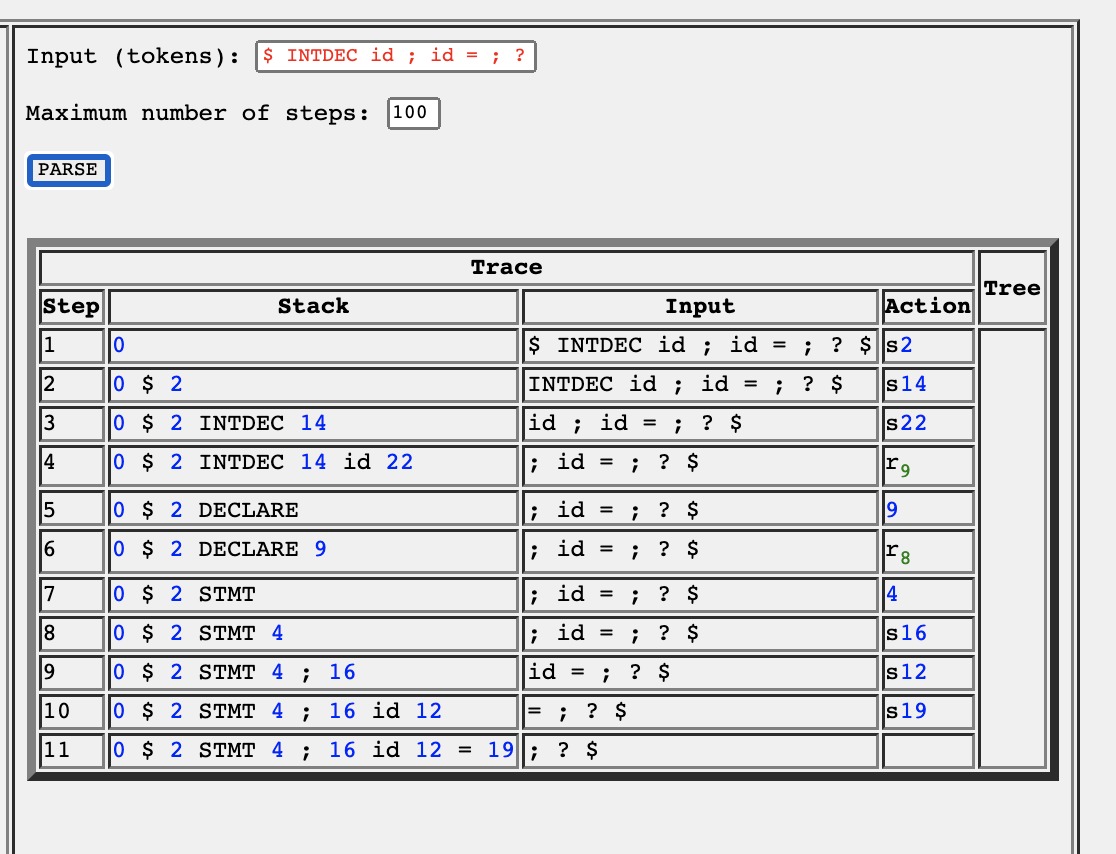 Input (tokens): $ INTDEC id ; id = ; ?
Maximum number of steps: 100
PARSE
Trace Tree
Step Stack Input Action
1 0 $ INTDEC id ; id = ; ? $ s2
2 0 $ 2 INTDEC id ; id = ; ? $ s14
3 0 $ 2 INTDEC 14 id ; id = ; ? $ s22
4 0 $ 2 INTDEC 14 id 22 ; id = ; ? $ r9
5 0 $ 2 DECLARE ; id = ; ? $ 9
6 0 $ 2 DECLARE 9 ; id = ; ? $ r8
7 0 $ 2 STMT ; id = ; ? $ 4
8 0 $ 2 STMT 4 ; id = ; ? $ s16
9 0 $ 2 STMT 4 ; 16 id = ; ? $ s12
10 0 $ 2 STMT 4 ; 16 id 12 = ; ? $ s19
11 0 $ 2 STMT 4 ; 16 id 12 = 19 ; ? $